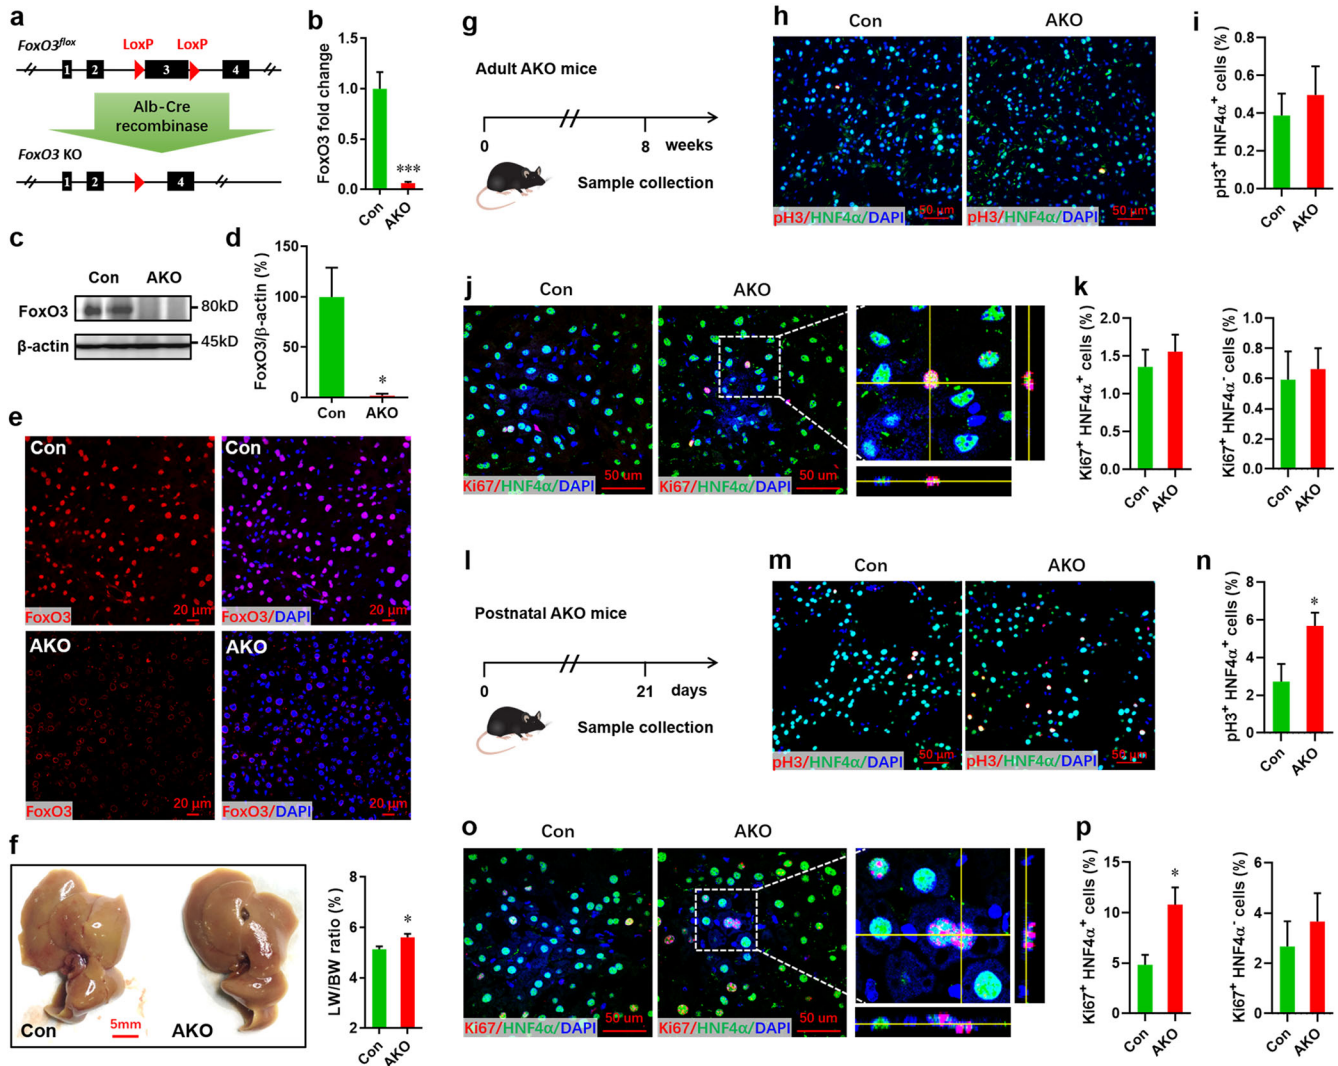 a
FoxO3flox
LoxP
LoxP
1
2
3
4
Alb-Cre
recombinase
FoxO3 KO
1
2
4
b
FoxO3 fold change
1.5
1.0
0.5
0.0
***
Con
AKO
c
Con
AKO
FoxO3
80kD
β-actin
45kD
d
FoxO3/β-actin (%)
150
100
50
0
*
Con
AKO
e
Con
Con
FoxO3
20 μm
FoxO3/DAPI
20 μm
AKO
AKO
FoxO3
20 μm
FoxO3/DAPI
20 μm
f
Con
5mm
AKO
LW/BW ratio (%)
8
6
4
2
*
Con
AKO
g
Adult AKO mice
0
8
weeks
Sample collection
h
Con
AKO
pH3/HNF4α/DAPI
50 μm
pH3/HNF4α/DAPI
50 μm
i
pH3+ HNF4α+ cells (%)
0.8
0.6
0.4
0.2
0.0
Con
AKO
j
Con
AKO
Ki67/HNF4α/DAPI
50 um
Ki67/HNF4α/DAPI
50 um
k
Ki67+ HNF4α+ cells (%)
2.0
1.5
1.0
0.5
0.0
Con
AKO
Ki67+ HNF4α- cells (%)
1.0
0.8
0.6
0.4
0.2
0.0
Con
AKO
l
Postnatal AKO mice
0
21
days
Sample collection
m
Con
AKO
pH3/HNF4α/DAPI
50 μm
pH3/HNF4α/DAPI
50 μm
n
pH3+ HNF4α+ cells (%)
8
6
4
2
0
*
Con
AKO
o
Con
AKO
Ki67/HNF4α/DAPI
50 um
Ki67/HNF4α/DAPI
50 um
p
Ki67+ HNF4α+ cells (%)
15
10
5
0
*
Con
AKO
Ki67+ HNF4α- cells (%)
6
4
2
0
Con
AKO